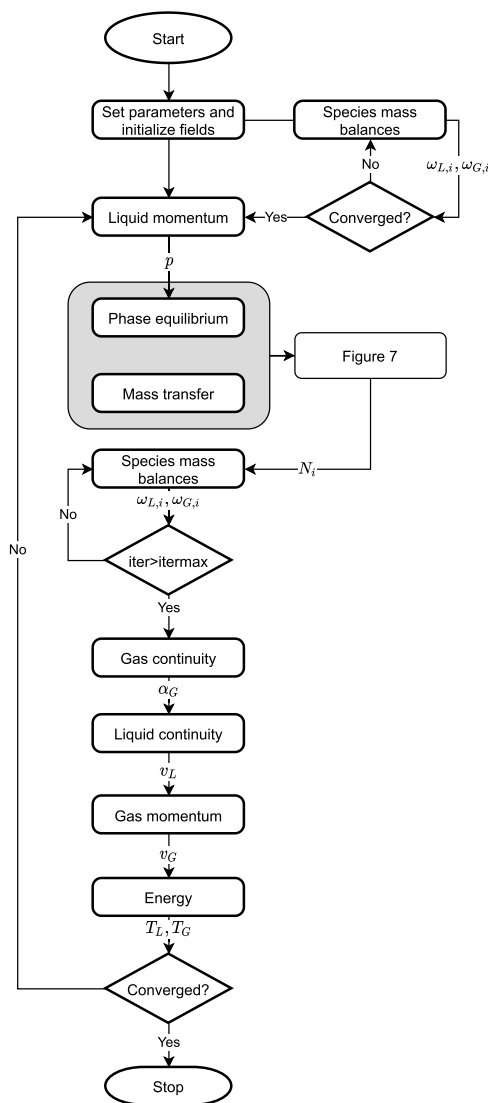 Start
Set parameters and
initialize fields
Species mass
balances
No
ω_{L,i}, ω_{G,i}
Liquid momentum
Yes
Converged?
p
Phase equilibrium
Figure 7
Mass transfer
Species mass
balances
N_i
ω_{L,i}, ω_{G,i}
No
No
iter>itermax
Yes
Gas continuity
α_G
Liquid continuity
v_L
Gas momentum
v_G
Energy
T_L, T_G
Converged?
Yes
Stop